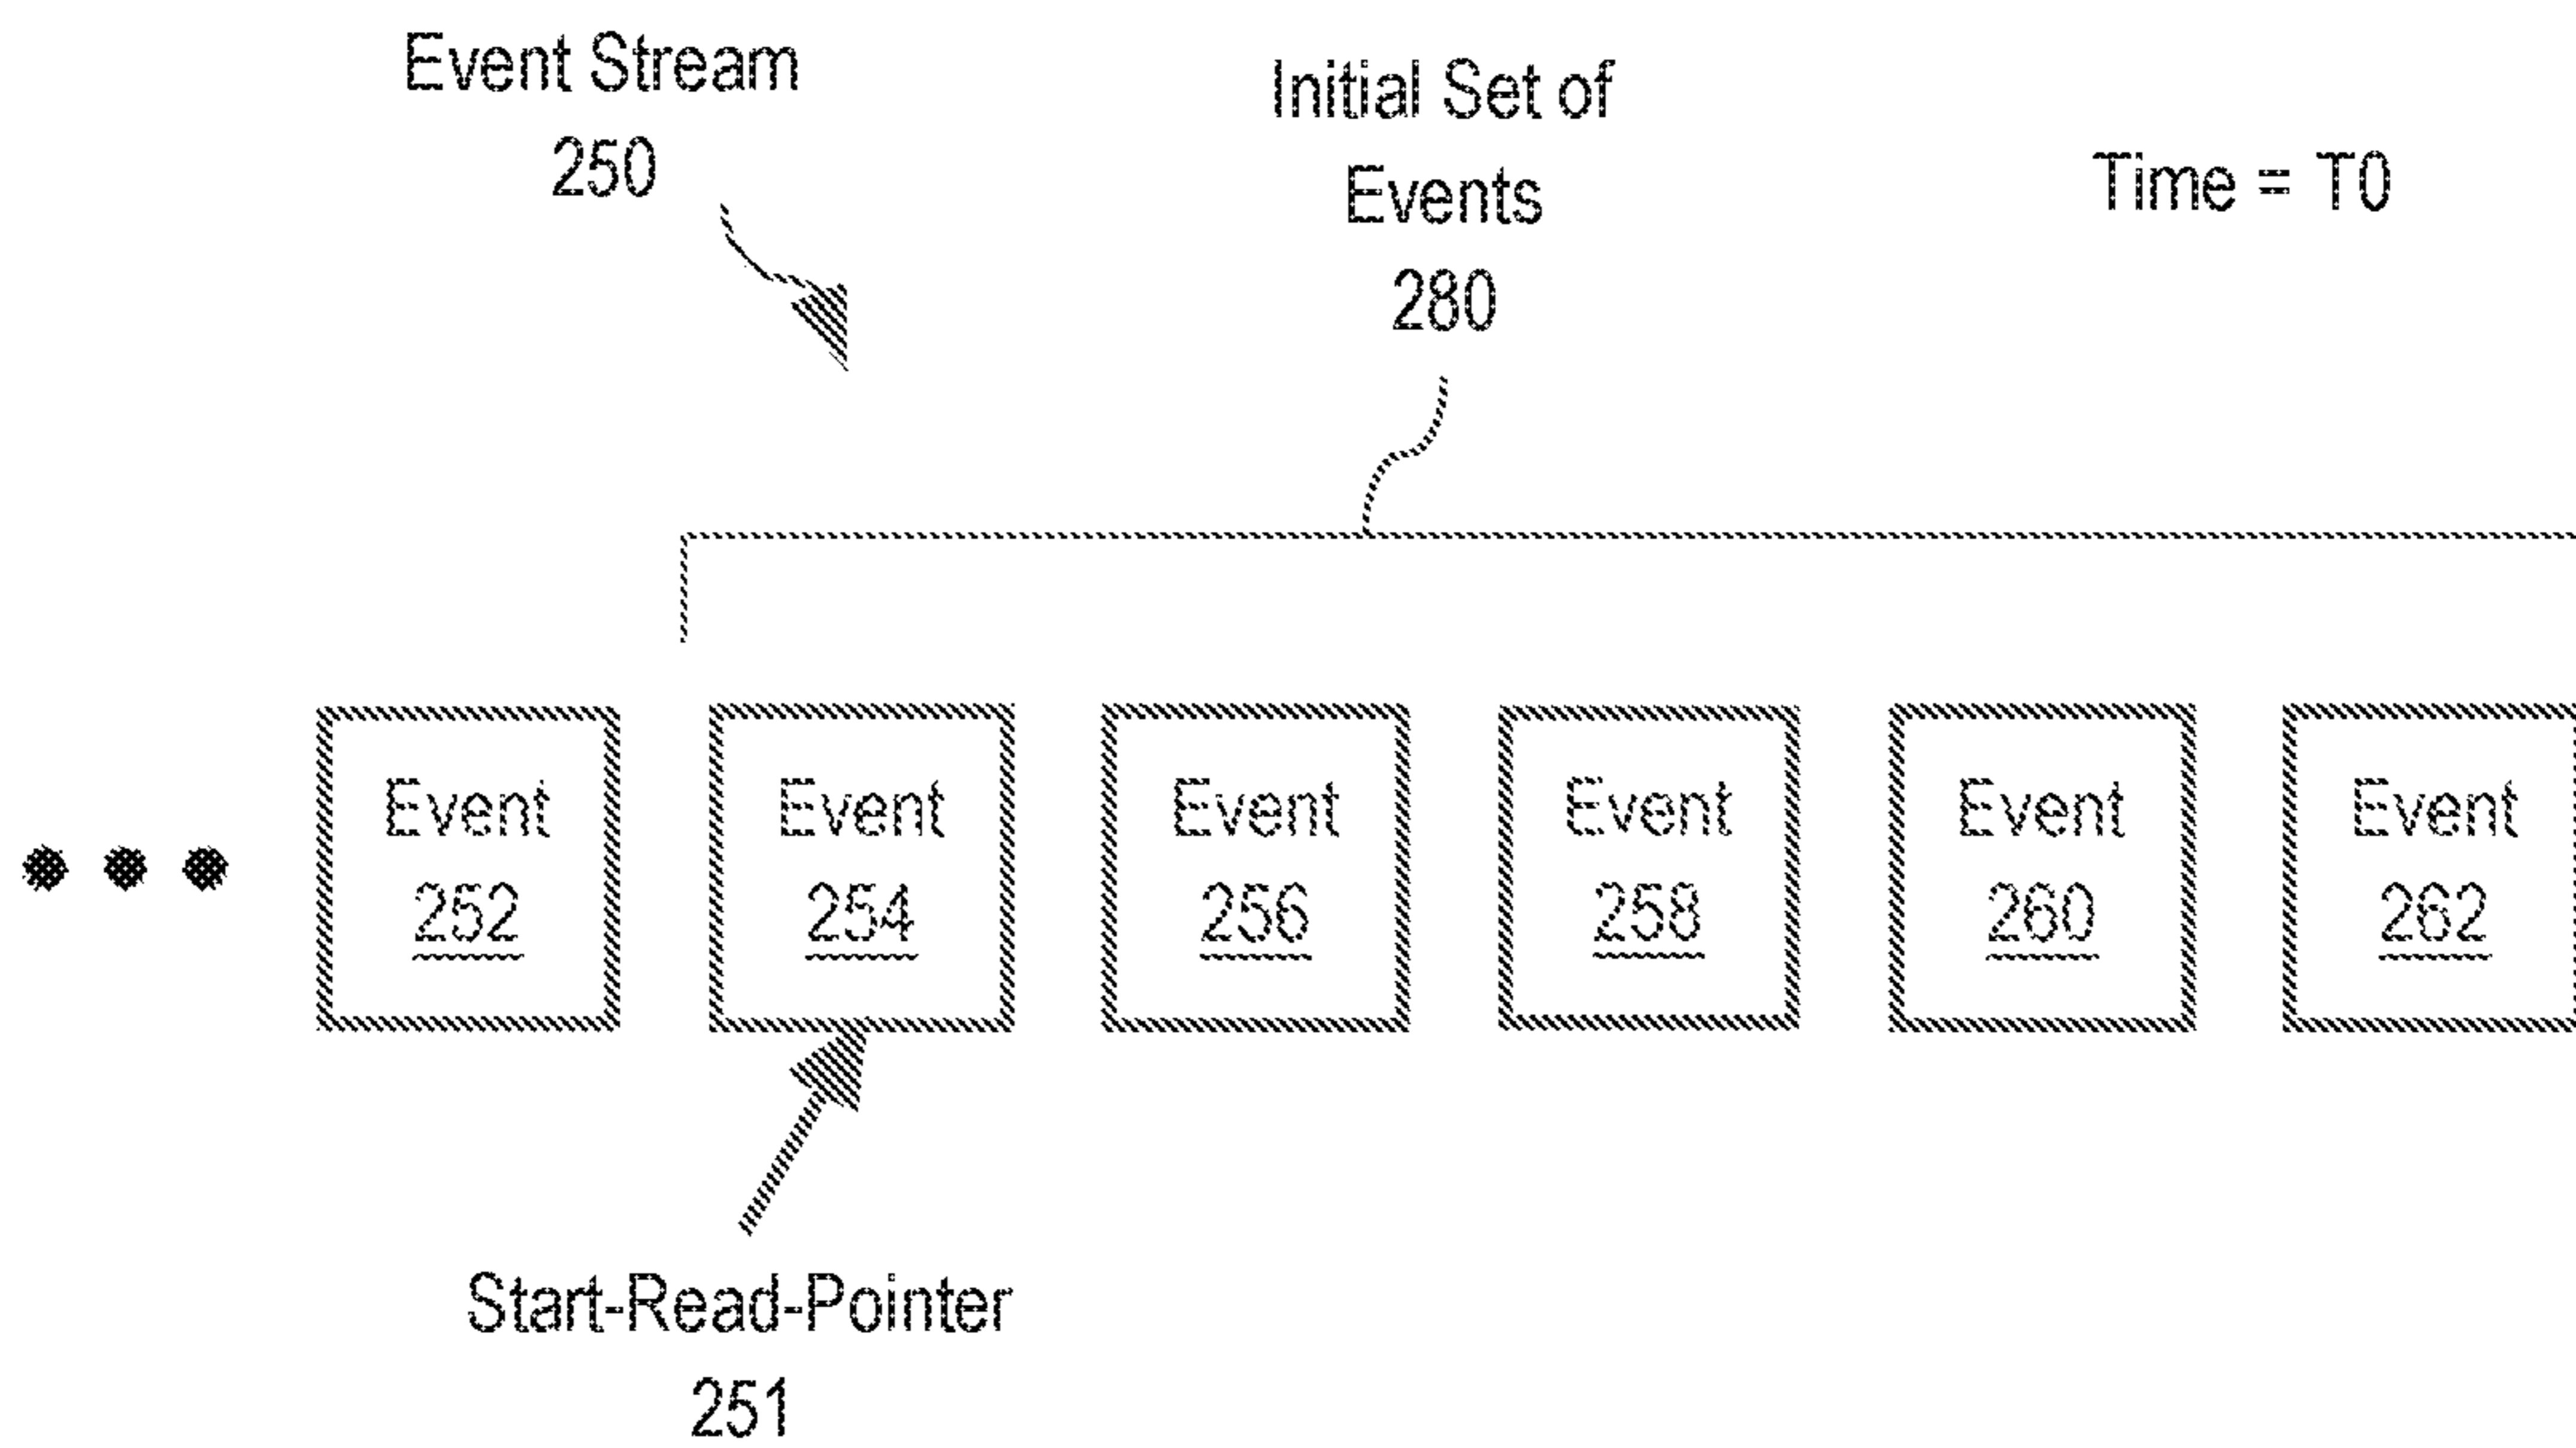 Event Stream
250
Initial Set of
Events
280
Time = T0
Event
252
Event
254
Event
256
Event
258
Event
260
Event
262
Start-Read-Pointer
251